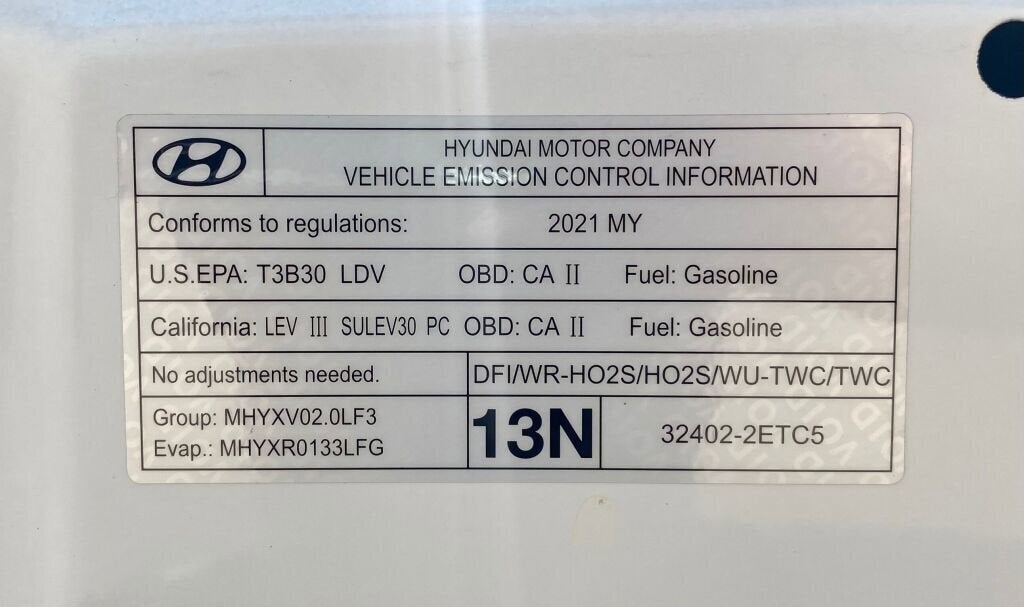 HYUNDAI MOTOR COMPANY
VEHICLE EMISSION CONTROL INFORMATION
Conforms to regulations: 2021 MY
U.S.EPA: T3B30 LDV OBD: CA II Fuel: Gasoline
California: LEV III SULEV30 PC OBD: CA II Fuel: Gasoline
No adjustments needed. DFI/WR-HO2S/HO2S/WU-TWC/TWC
Group: MHYXV02.0LF3
Evap.: MHYXR0133LFG
13N
32402-2ETC5